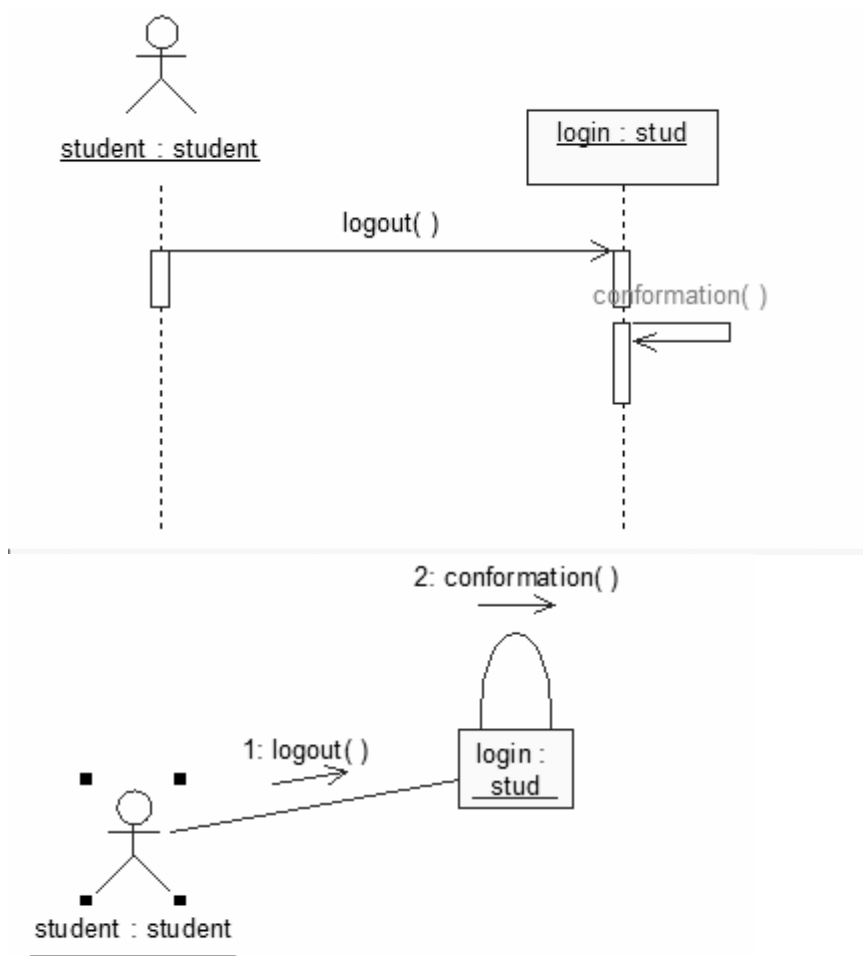 student : student
login : stud
logout( )
conformation( )
2: conformation( )
1: logout( )
login :
stud
student : student